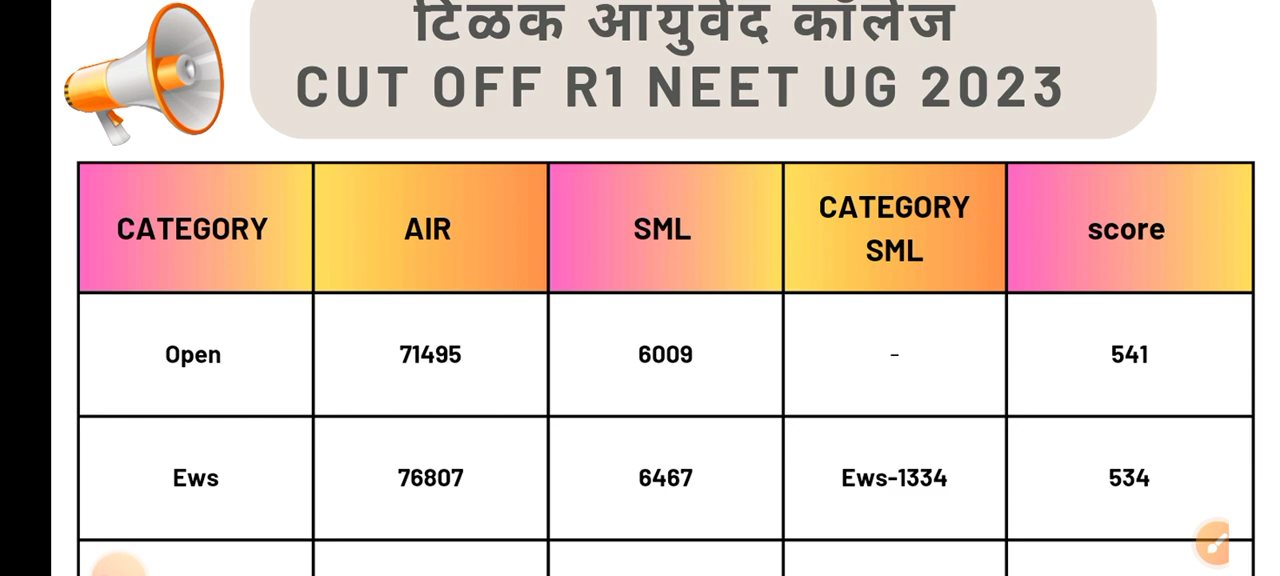 टिळक आयुर्वेद कॉलेज
CUT OFF R1 NEET UG 2023
CATEGORY AIR SML CATEGORY SML score
Open 71495 6009 - 541
Ews 76807 6467 Ews-1334 534